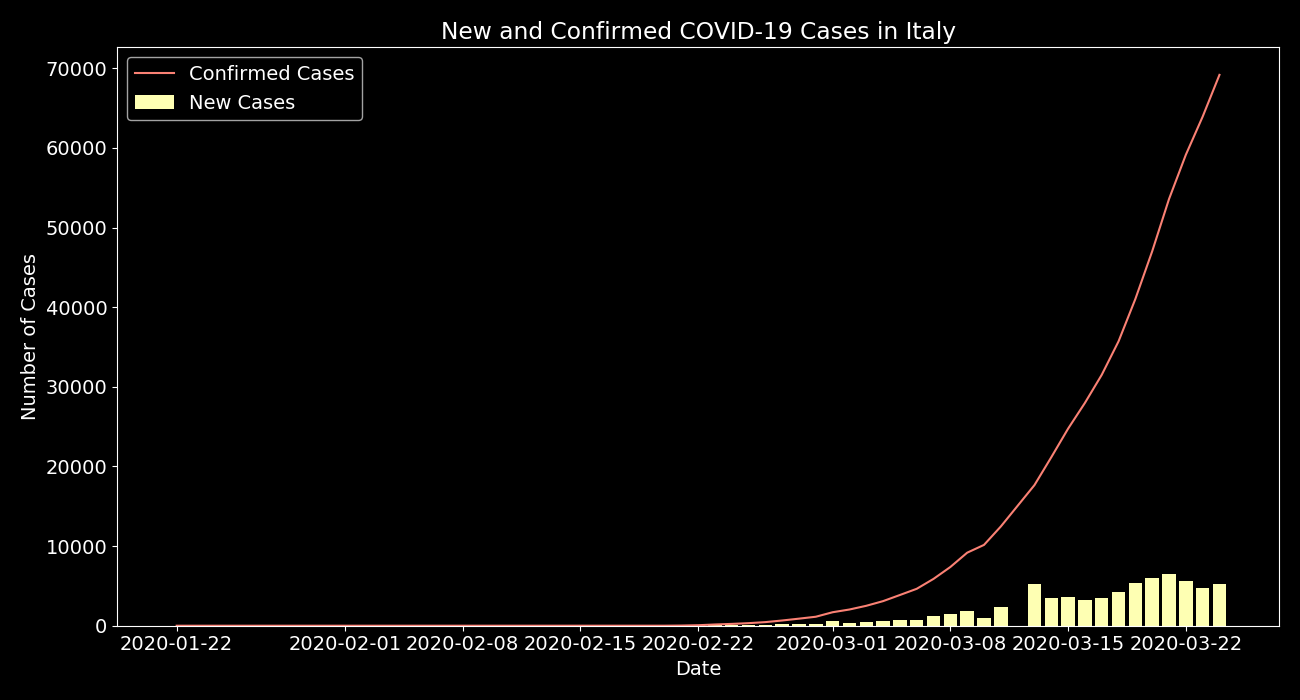 New and Confirmed COVID-19 Cases in Italy
Confirmed Cases
New Cases
Number of Cases
70000
60000
50000
40000
30000
20000
10000
0
2020-01-22 2020-02-01 2020-02-08 2020-02-15 2020-02-22 2020-03-01 2020-03-08 2020-03-15 2020-03-22
Date